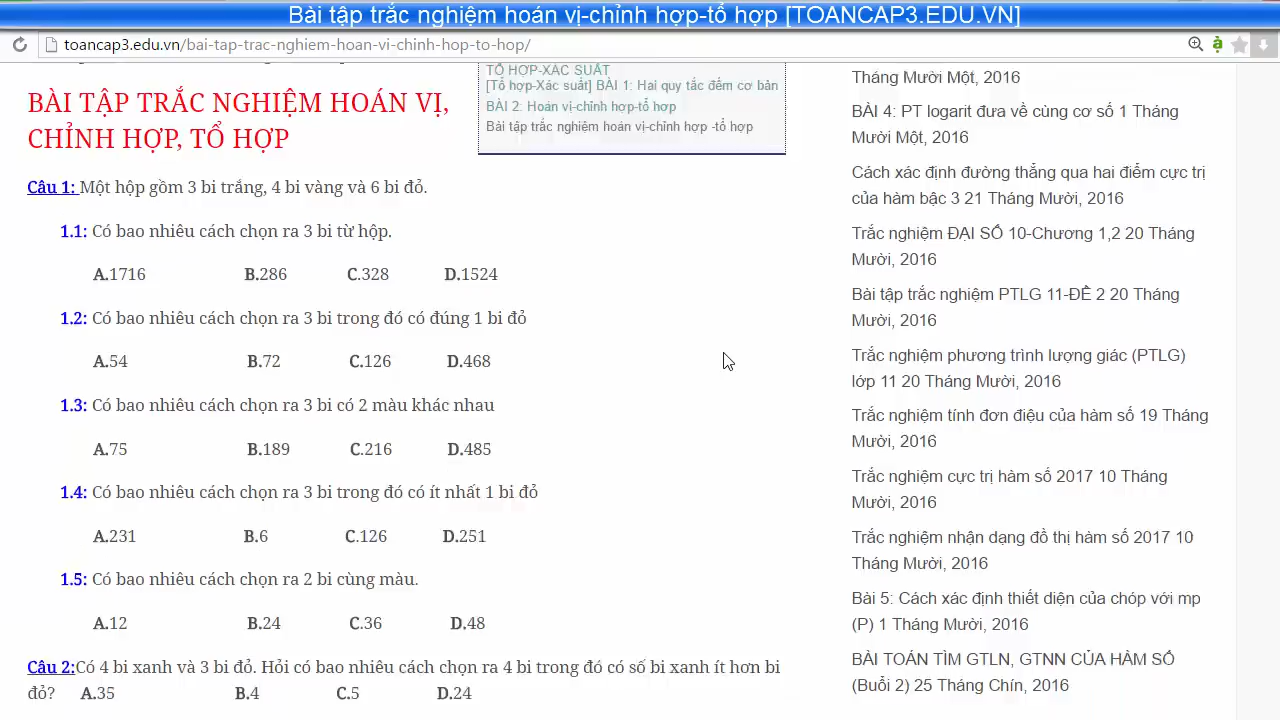 Bài tập trắc nghiệm hoán vị-chỉnh hợp-tổ hợp [TOANCAP3.EDU.VN]
toancap3.edu.vn/bai-tap-trac-nghiem-hoan-vi-chinh-hop-to-hop/
TỔ HỢP-XÁC SUẤT
[Tổ hợp-Xác suất] BÀI 1: Hai quy tắc đếm cơ bản
BÀI 2: Hoán vị-chỉnh hợp-tổ hợp
Bài tập trắc nghiệm hoán vị-chỉnh hợp -tổ hợp
BÀI TẬP TRẮC NGHIỆM HOÁN VỊ,
CHỈNH HỢP, TỔ HỢP
Câu 1: Một hộp gồm 3 bi trắng, 4 bi vàng và 6 bi đỏ.
1.1: Có bao nhiêu cách chọn ra 3 bi từ hộp.
A.1716 B.286 C.328 D.1524
1.2: Có bao nhiêu cách chọn ra 3 bi trong đó có đúng 1 bi đỏ
A.54 B.72 C.126 D.468
1.3: Có bao nhiêu cách chọn ra 3 bi có 2 màu khác nhau
A.75 B.189 C.216 D.485
1.4: Có bao nhiêu cách chọn ra 3 bi trong đó có ít nhất 1 bi đỏ
A.231 B.6 C.126 D.251
1.5: Có bao nhiêu cách chọn ra 2 bi cùng màu.
A.12 B.24 C.36 D.48
Câu 2:Có 4 bi xanh và 3 bi đỏ. Hỏi có bao nhiêu cách chọn ra 4 bi trong đó có số bi xanh ít hơn bi
đỏ? A.35 B.4 C.5 D.24
Tháng Mười Một, 2016
BÀI 4: PT logarit đưa về cùng cơ số 1 Tháng
Mười Một, 2016
Cách xác định đường thẳng qua hai điểm cực trị
của hàm bậc 3 21 Tháng Mười, 2016
Trắc nghiệm ĐẠI SỐ 10-Chương 1,2 20 Tháng
Mười, 2016
Bài tập trắc nghiệm PTLG 11-ĐỀ 2 20 Tháng
Mười, 2016
Trắc nghiệm phương trình lượng giác (PTLG)
lớp 11 20 Tháng Mười, 2016
Trắc nghiệm tính đơn điệu của hàm số 19 Tháng
Mười, 2016
Trắc nghiệm cực trị hàm số 2017 10 Tháng
Mười, 2016
Trắc nghiệm nhận dạng đồ thị hàm số 2017 10
Tháng Mười, 2016
Bài 5: Cách xác định thiết diện của chóp với mp
(P) 1 Tháng Mười, 2016
BÀI TOÁN TÌM GTLN, GTNN CỦA HÀM SỐ
(Buổi 2) 25 Tháng Chín, 2016